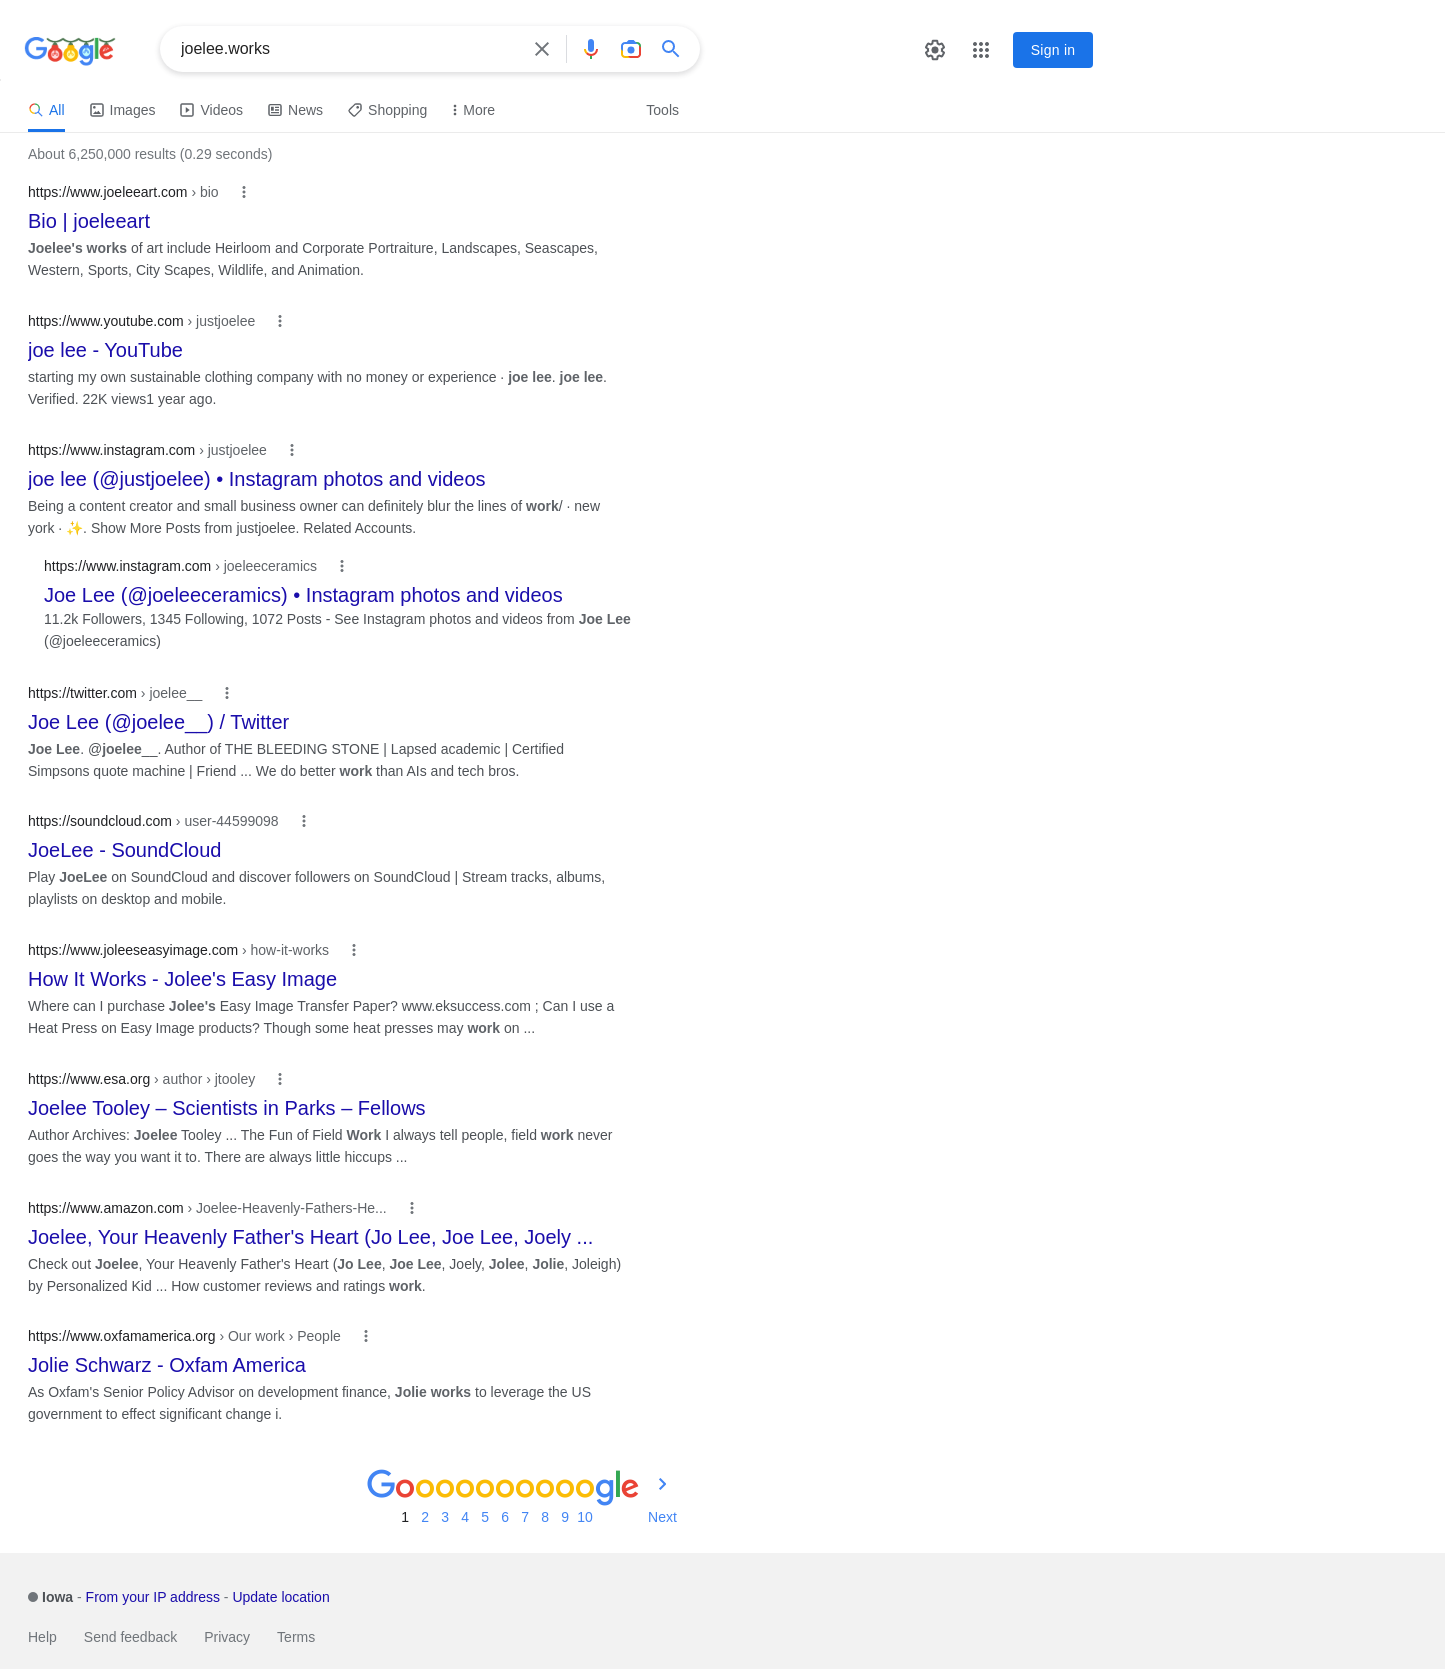 Google
joelee.works
Sign in
All Images Videos News Shopping More Tools
About 6,250,000 results (0.29 seconds)
https://www.joeleeart.com › bio
Bio | joeleeart
Joelee's works of art include Heirloom and Corporate Portraiture, Landscapes, Seascapes,
Western, Sports, City Scapes, Wildlife, and Animation.
https://www.youtube.com › justjoelee
joe lee - YouTube
starting my own sustainable clothing company with no money or experience · joe lee. joe lee.
Verified. 22K views1 year ago.
https://www.instagram.com › justjoelee
joe lee (@justjoelee) • Instagram photos and videos
Being a content creator and small business owner can definitely blur the lines of work/ · new
york · ✨. Show More Posts from justjoelee. Related Accounts.
https://www.instagram.com › joeleeceramics
Joe Lee (@joeleeceramics) • Instagram photos and videos
11.2k Followers, 1345 Following, 1072 Posts - See Instagram photos and videos from Joe Lee
(@joeleeceramics)
https://twitter.com › joelee__
Joe Lee (@joelee__) / Twitter
Joe Lee. @joelee__. Author of THE BLEEDING STONE | Lapsed academic | Certified
Simpsons quote machine | Friend ... We do better work than AIs and tech bros.
https://soundcloud.com › user-44599098
JoeLee - SoundCloud
Play JoeLee on SoundCloud and discover followers on SoundCloud | Stream tracks, albums,
playlists on desktop and mobile.
https://www.joleeseasyimage.com › how-it-works
How It Works - Jolee's Easy Image
Where can I purchase Jolee's Easy Image Transfer Paper? www.eksuccess.com ; Can I use a
Heat Press on Easy Image products? Though some heat presses may work on ...
https://www.esa.org › author › jtooley
Joelee Tooley – Scientists in Parks – Fellows
Author Archives: Joelee Tooley ... The Fun of Field Work I always tell people, field work never
goes the way you want it to. There are always little hiccups ...
https://www.amazon.com › Joelee-Heavenly-Fathers-He...
Joelee, Your Heavenly Father's Heart (Jo Lee, Joe Lee, Joely ...
Check out Joelee, Your Heavenly Father's Heart (Jo Lee, Joe Lee, Joely, Jolee, Jolie, Joleigh)
by Personalized Kid ... How customer reviews and ratings work.
https://www.oxfamamerica.org › Our work › People
Jolie Schwarz - Oxfam America
As Oxfam's Senior Policy Advisor on development finance, Jolie works to leverage the US
government to effect significant change i.
Goooooooooogle
1 2 3 4 5 6 7 8 9 10 Next
Iowa - From your IP address - Update location
Help Send feedback Privacy Terms